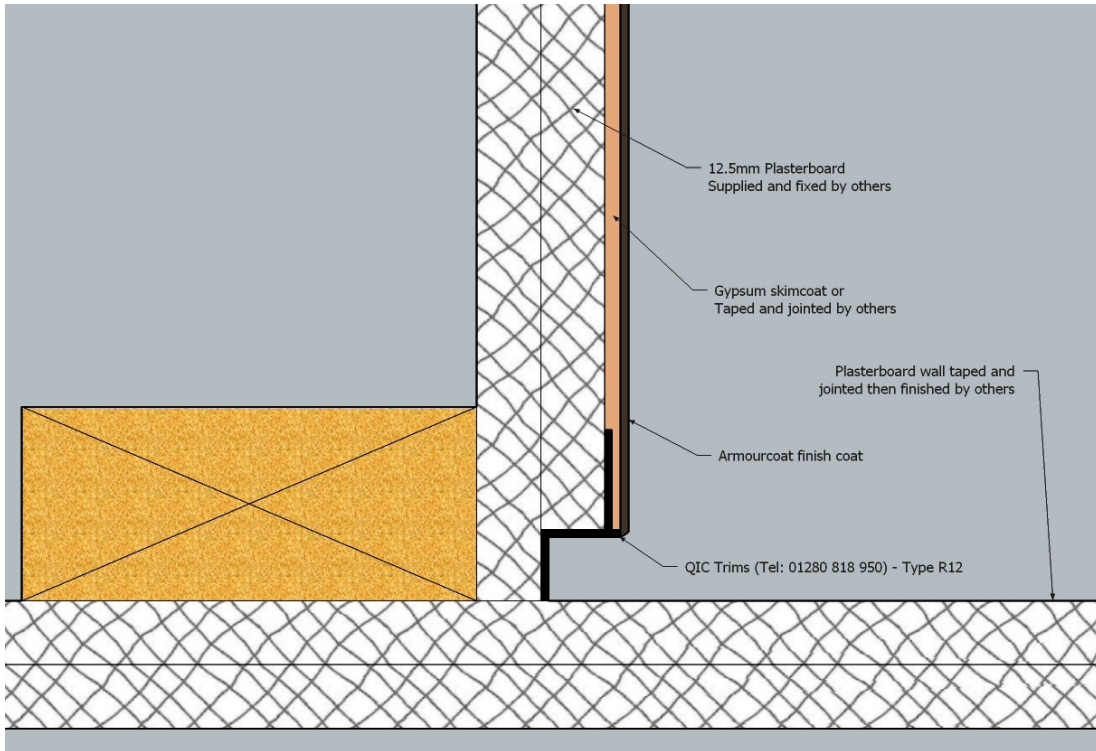 12.5mm Plasterboard
Supplied and fixed by others
Gypsum skimcoat or
Taped and jointed by others
Plasterboard wall taped and
jointed then finished by others
Armourcoat finish coat
QIC Trims (Tel: 01280 818 950) - Type R12